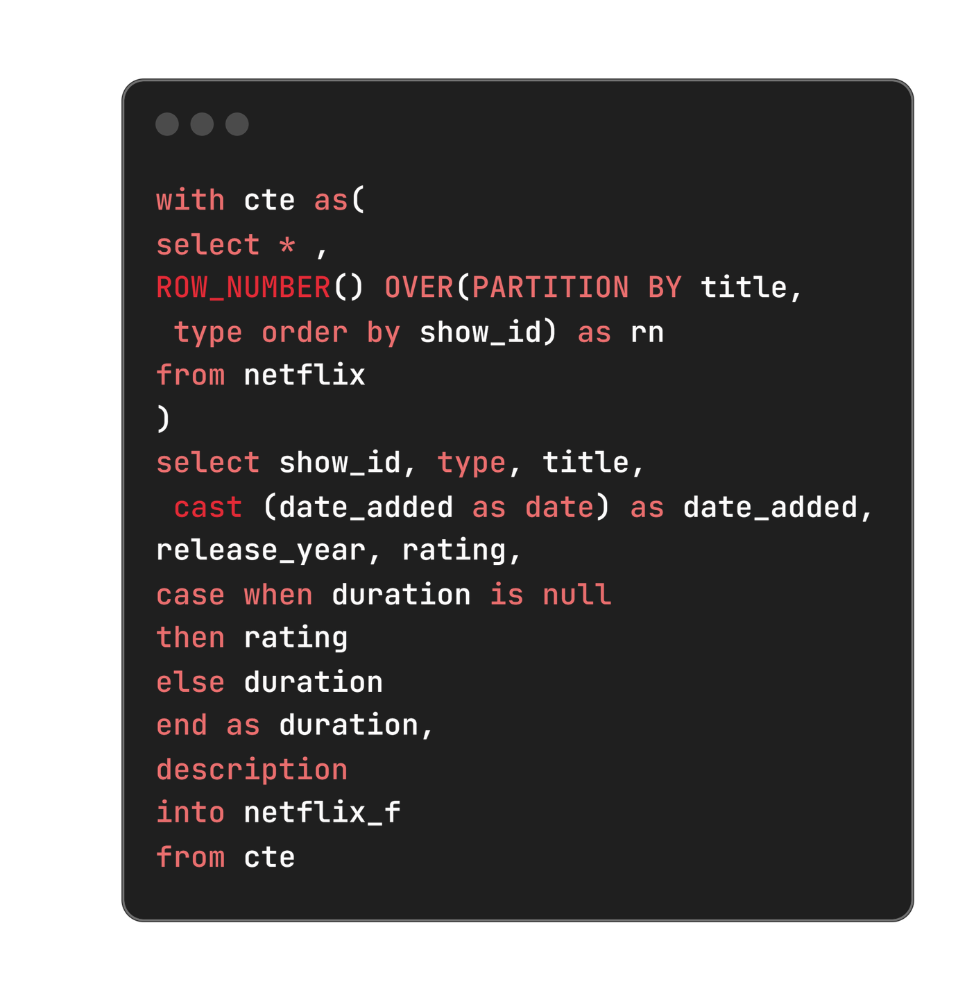 with cte as(
select * ,
ROW_NUMBER() OVER(PARTITION BY title,
 type order by show_id) as rn
from netflix
)
select show_id, type, title,
 cast (date_added as date) as date_added,
release_year, rating,
case when duration is null
then rating
else duration
end as duration,
description
into netflix_f
from cte